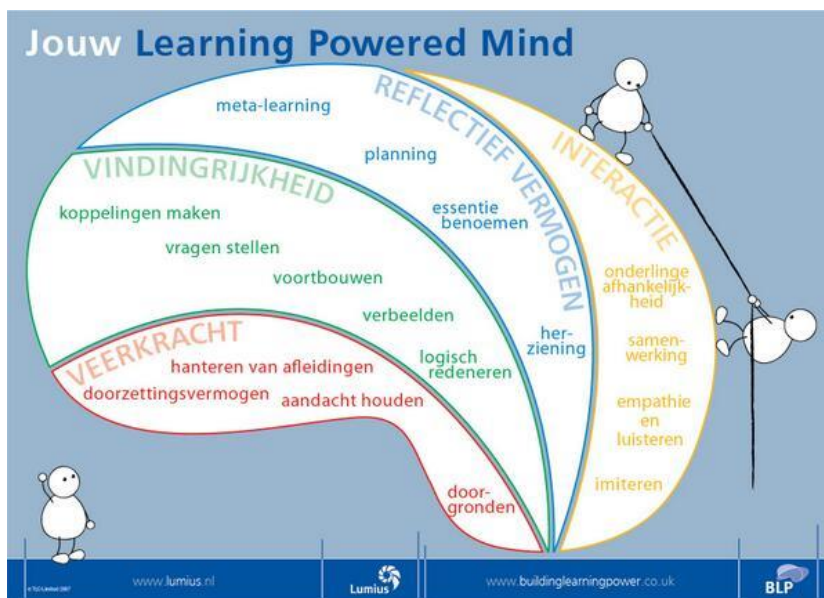 Jouw Learning Powered Mind
REFLECTIEF VERMOGEN
meta-learning
planning
essentie
benoemen
her-
ziening
VINDINGRIJKHEID
koppelingen maken
vragen stellen
voortbouwen
verbeelden
logisch
redeneren
VEERKRACHT
hanteren van afleidingen
doorzettingsvermogen
aandacht houden
door-
gronden
INTERACTIE
onderlinge
afhankelijk-
heid
samen-
werking
empathie
en
luisteren
imiteren
www.lumius.nl
Lumius
www.buildinglearningpower.co.uk
BLP